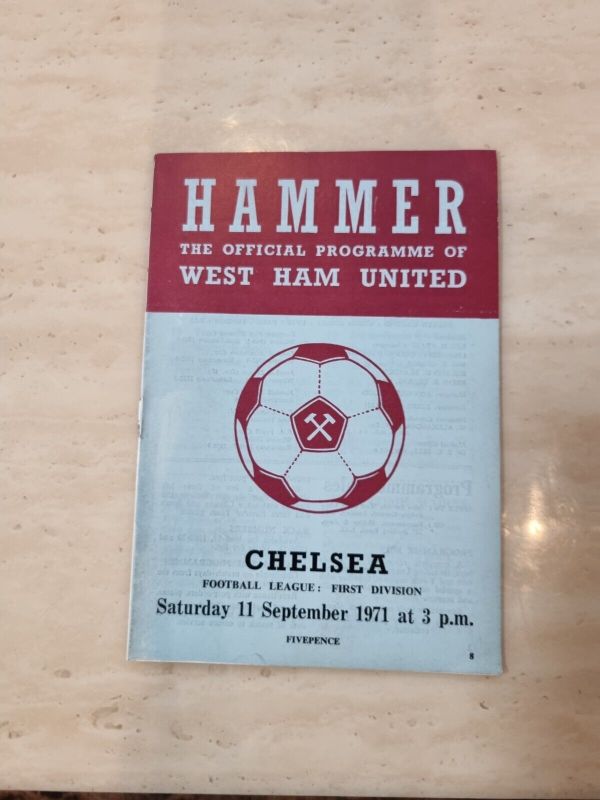 HAMMER
THE OFFICIAL PROGRAMME OF
WEST HAM UNITED
CHELSEA
FOOTBALL LEAGUE: FIRST DIVISION
Saturday 11 September 1971 at 3 p.m.
FIVEPENCE
8